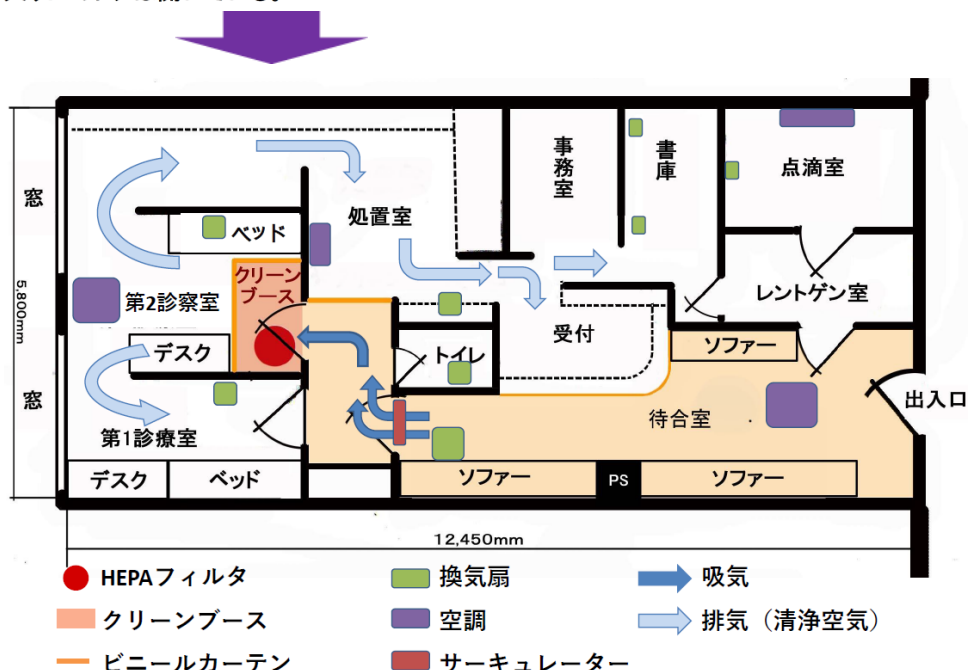 窓
5,800mm
窓
事務室
書庫
点滴室
処置室
ベッド
クリーン
ブース
第2診察室
レントゲン室
デスク
トイレ
受付
ソファー
出入口
待合室
第1診療室
デスク
ベッド
ソファー
PS
ソファー
12,450mm
HEPAフィルタ
換気扇
吸気
クリーンブース
空調
排気（清浄空気）
ビニールカーテン
サーキュレーター